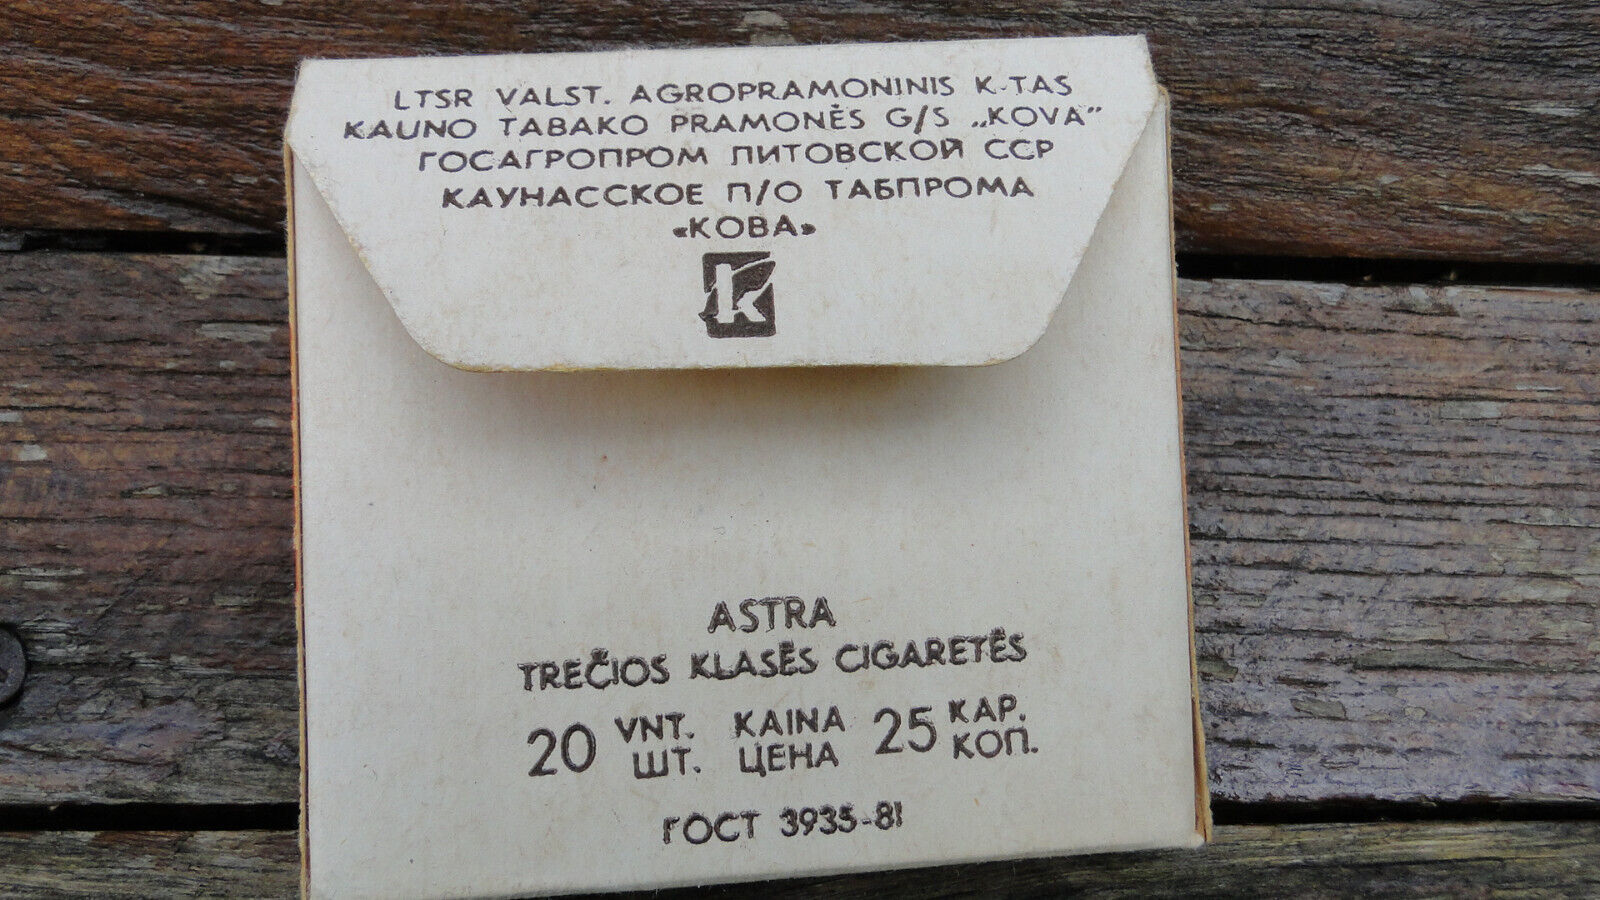 LTSR VALST. AGROPRAMONINIS K-TAS
KAUNO TABAKO PRAMONĖS G/S „KOVA”
ГОСАГРОПРОМ ЛИТОВСКОЙ ССР
КАУНАССКОЕ П/О ТАБПРОМА
«КОВА»
k
ASTRA
TREČIOS KLASĖS CIGARETĖS
20 VNT. KAINA 25 KAP.
ШТ. ЦЕНА КОП.
ГОСТ 3935-81